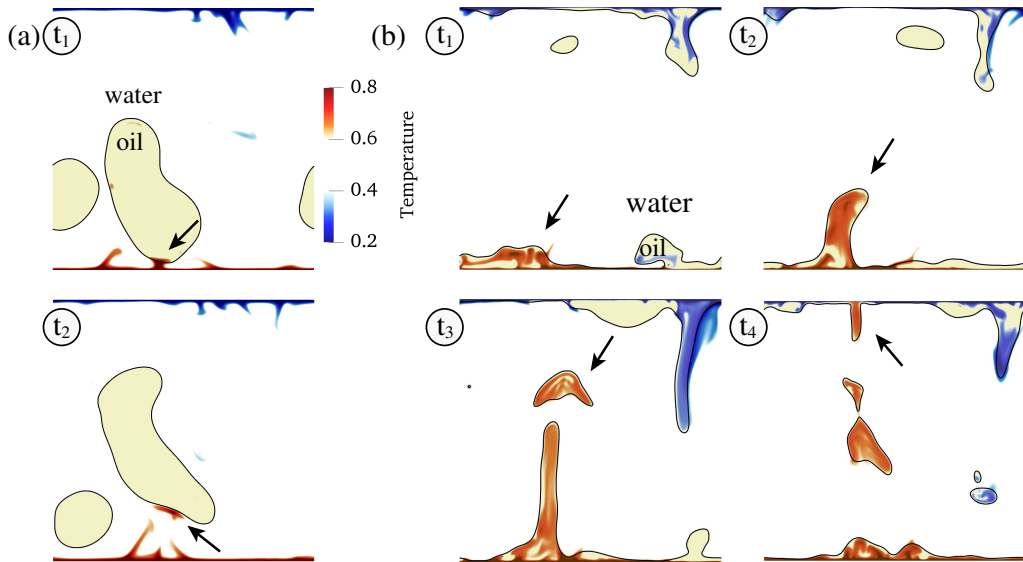 (a) t1
water
oil
0.8
0.6
0.4
0.2
Temperature
t2
(b) t1
water
oil
t2
t3
t4